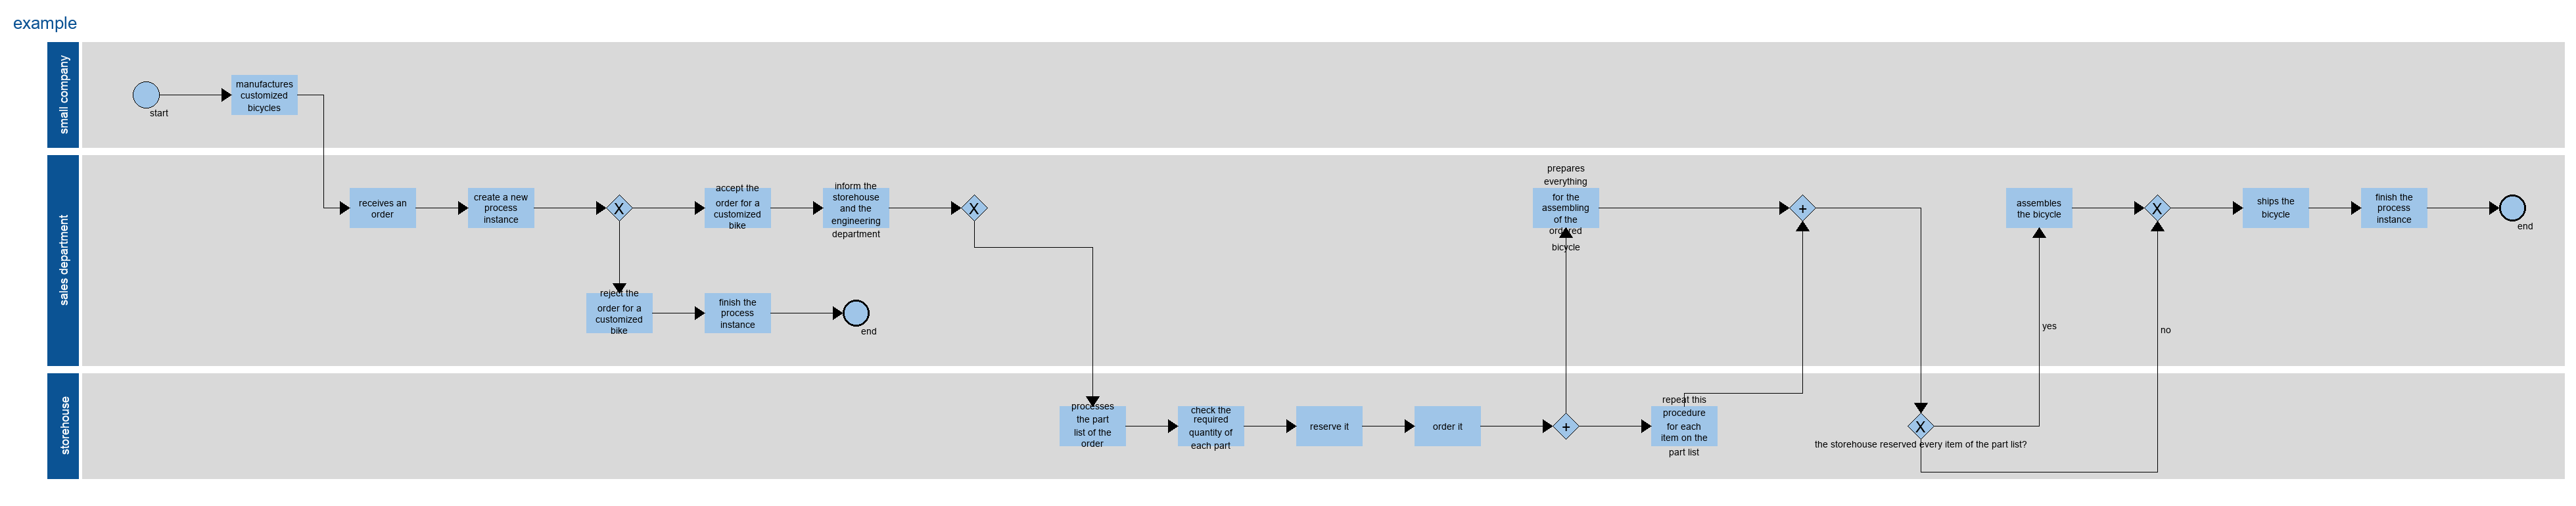 example
small company
start
manufactures
customized
bicycles
sales department
receives an
order
create a new
process
instance
X
accept the
order for a
customized
bike
inform the
storehouse
and the
engineering
department
X
reject the
order for a
customized
bike
finish the
process
instance
end
prepares
everything
for the
assembling
of the
ordered
bicycle
+
assembles
the bicycle
yes
X
no
ships the
bicycle
finish the
process
instance
end
storehouse
processes
the part
list of the
order
check the
required
quantity of
each part
reserve it
order it
+
repeat this
procedure
for each
item on the
part list
X
the storehouse reserved every item of the part list?